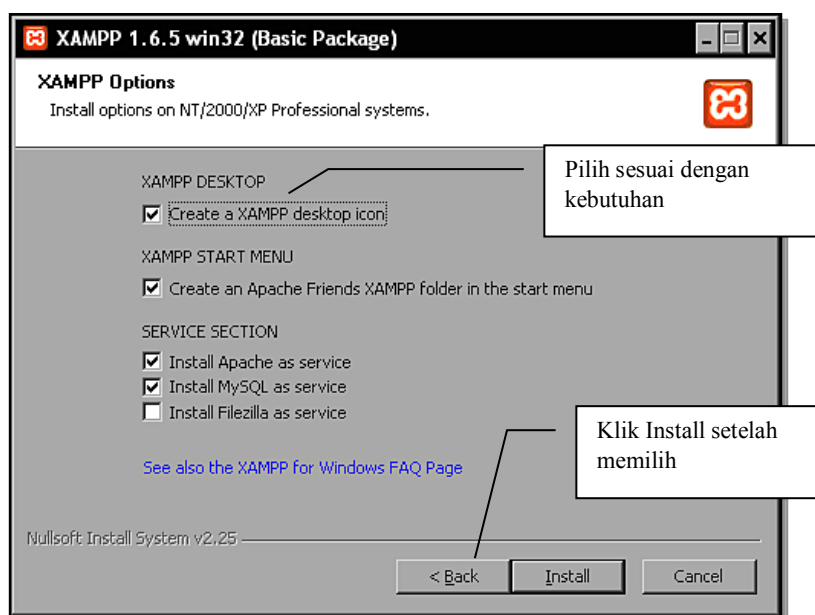 XAMPP 1.6.5 win32 (Basic Package)
XAMPP Options
Install options on NT/2000/XP Professional systems.
Pilih sesuai dengan
kebutuhan
XAMPP DESKTOP
Create a XAMPP desktop icon
XAMPP START MENU
Create an Apache Friends XAMPP folder in the start menu
SERVICE SECTION
Install Apache as service
Install MySQL as service
Install Filezilla as service
Klik Install setelah
memilih
See also the XAMPP for Windows FAQ Page
Nullsoft Install System v2.25
< Back
Install
Cancel